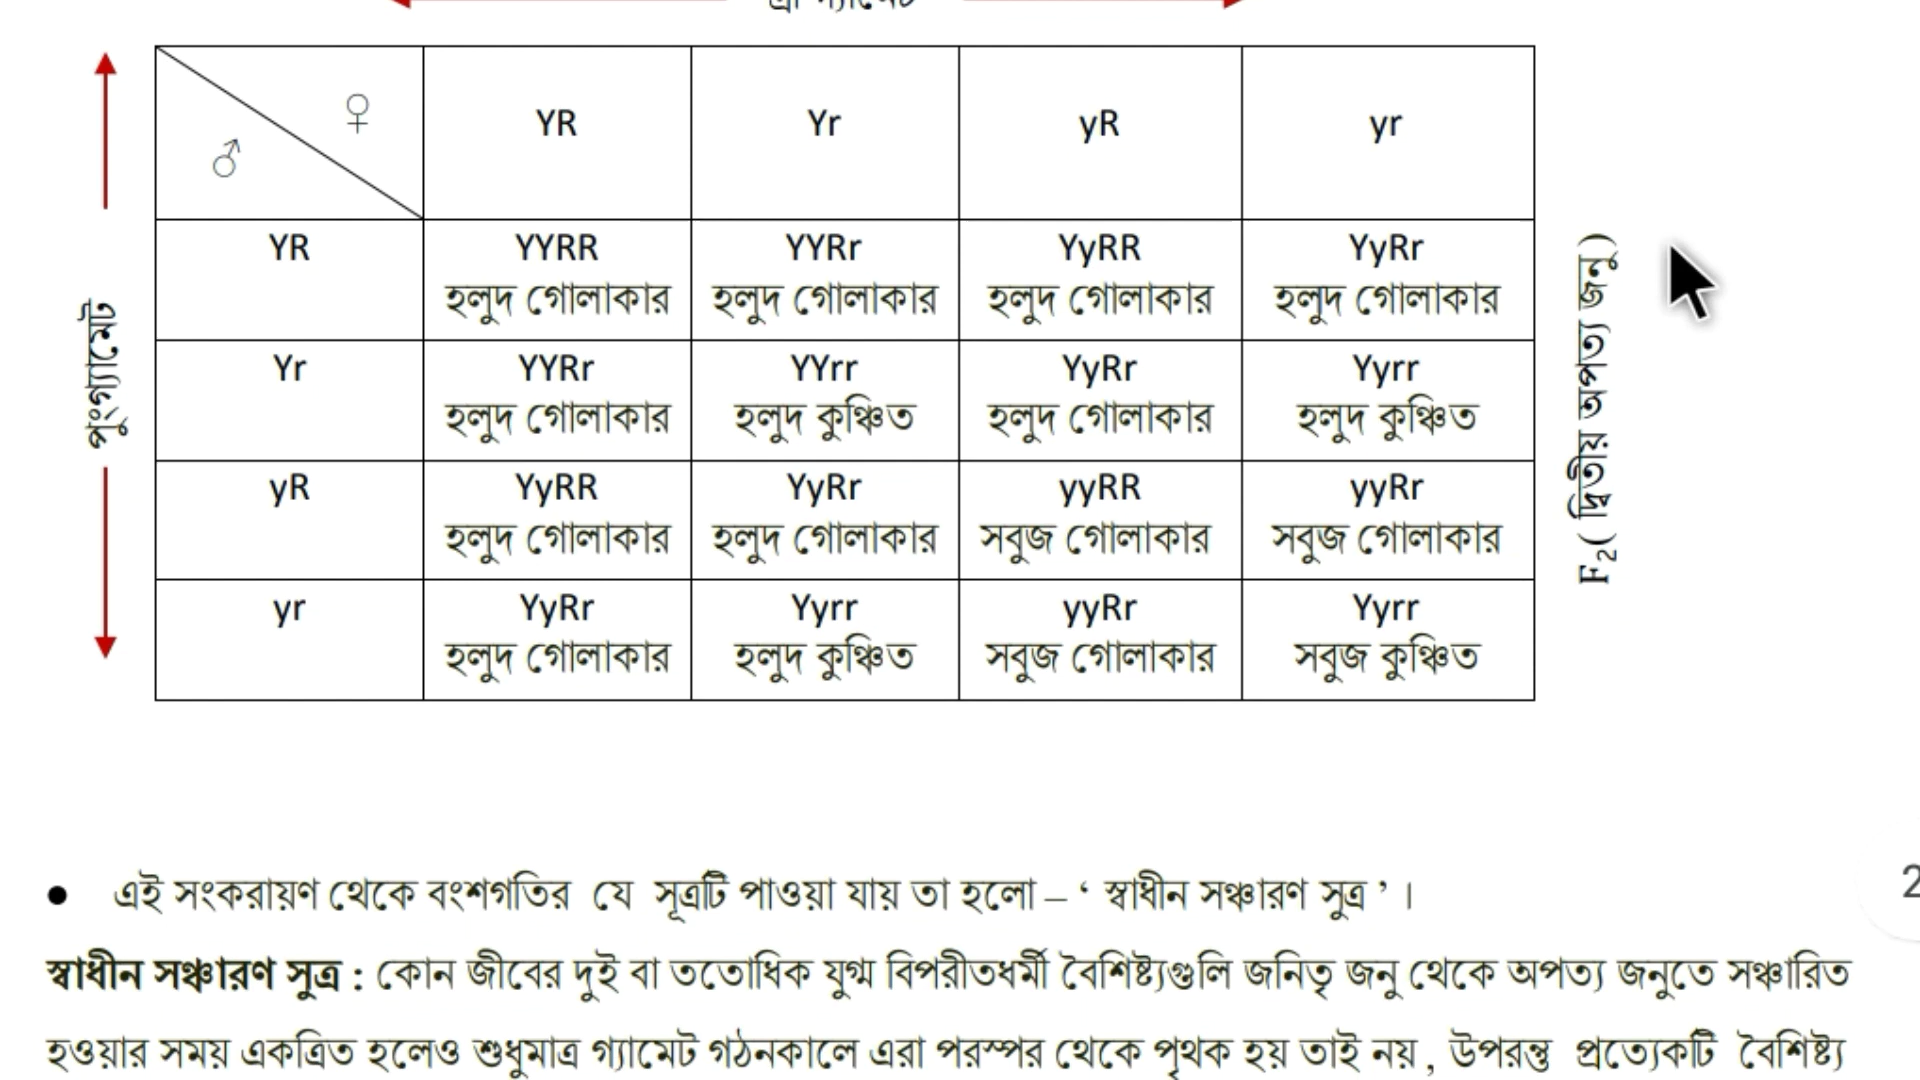 ♀
♂
YR Yr yR yr
YR YYRR YYRr YyRR YyRr
হলুদ গোলাকার হলুদ গোলাকার হলুদ গোলাকার হলুদ গোলাকার
Yr YYRr YYrr YyRr Yyrr
হলুদ গোলাকার হলুদ কুঞ্চিত হলুদ গোলাকার হলুদ কুঞ্চিত
yR YyRR YyRr yyRR yyRr
হলুদ গোলাকার হলুদ গোলাকার সবুজ গোলাকার সবুজ গোলাকার
yr YyRr Yyrr yyRr Yyrr
হলুদ গোলাকার হলুদ কুঞ্চিত সবুজ গোলাকার সবুজ কুঞ্চিত
পুংগ্যামেট
F₂( দ্বিতীয় অপত্য জনু )
• এই সংকরায়ণ থেকে বংশগতির যে সূত্রটি পাওয়া যায় তা হলো – ‘ স্বাধীন সঞ্চারণ সুত্র ’ ।
স্বাধীন সঞ্চারণ সুত্র : কোন জীবের দুই বা ততোধিক যুগ্ম বিপরীতধর্মী বৈশিষ্ট্যগুলি জনিতৃ জনু থেকে অপত্য জনুতে সঞ্চারিত
হওয়ার সময় একত্রিত হলেও শুধুমাত্র গ্যামেট গঠনকালে এরা পরস্পর থেকে পৃথক হয় তাই নয় , উপরন্তু প্রত্যেকটি বৈশিষ্ট্য
2